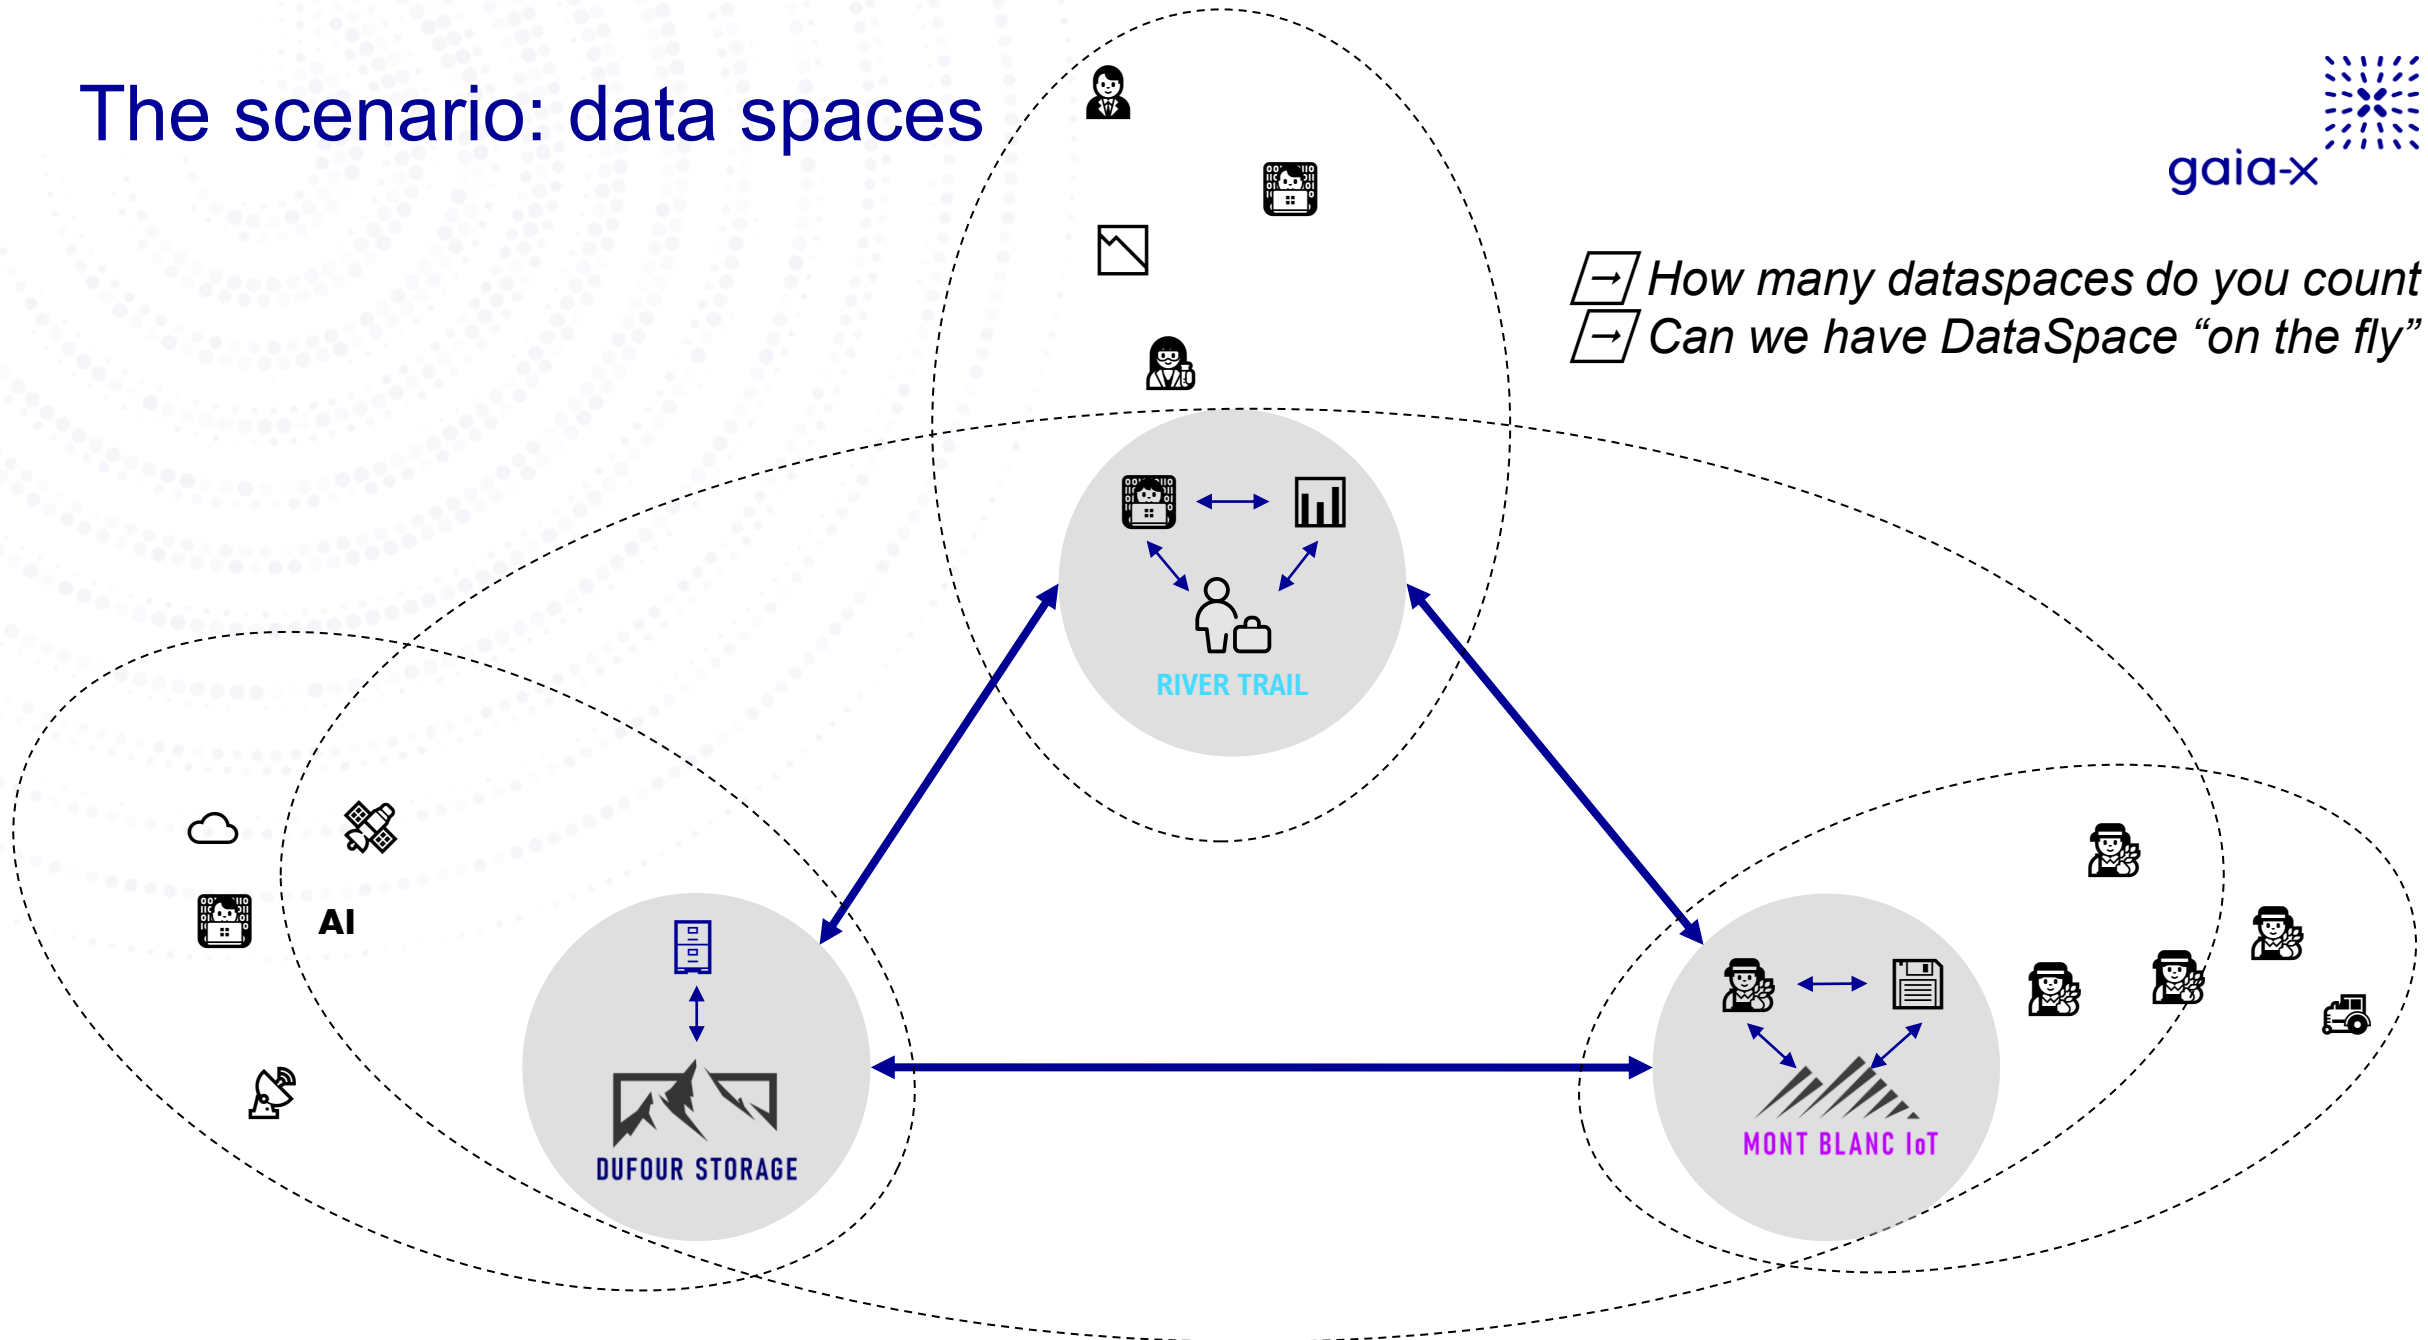 The scenario: data spaces
gaia-x
→ How many dataspaces do you count
→ Can we have DataSpace “on the fly”
RIVER TRAIL
AI
DUFOUR STORAGE
MONT BLANC IoT